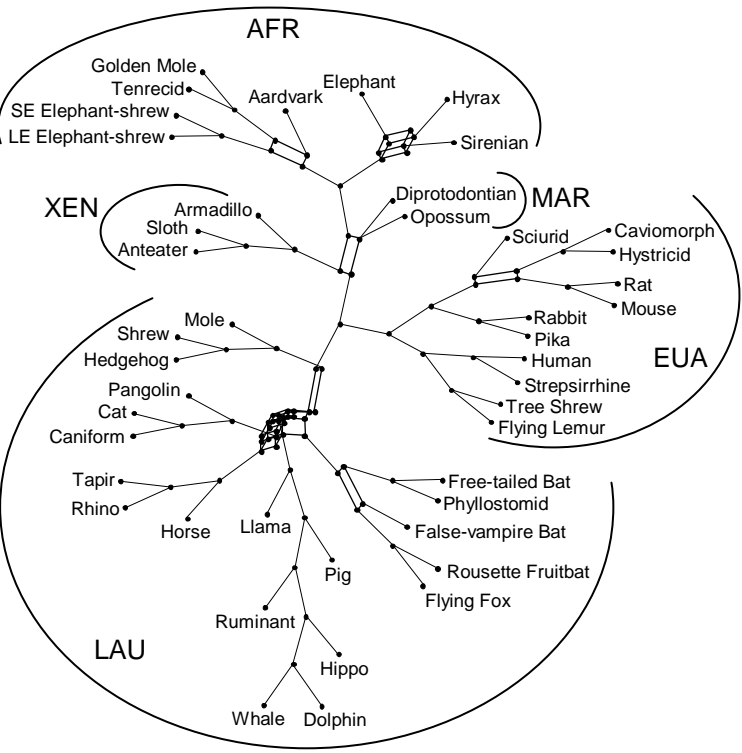 AFR
Golden Mole
Tenrecid
SE Elephant-shrew
LE Elephant-shrew
Aardvark
Elephant
Hyrax
Sirenian
XEN
Armadillo
Sloth
Anteater
Diprotodontian
Opossum
MAR
Sciurid
Caviomorph
Hystricid
Rat
Mouse
Rabbit
Pika
Human
Strepsirrhine
Tree Shrew
Flying Lemur
EUA
Mole
Shrew
Hedgehog
Pangolin
Cat
Caniform
Tapir
Rhino
Horse
Llama
Pig
Ruminant
Hippo
Whale
Dolphin
Free-tailed Bat
Phyllostomid
False-vampire Bat
Rousette Fruitbat
Flying Fox
LAU